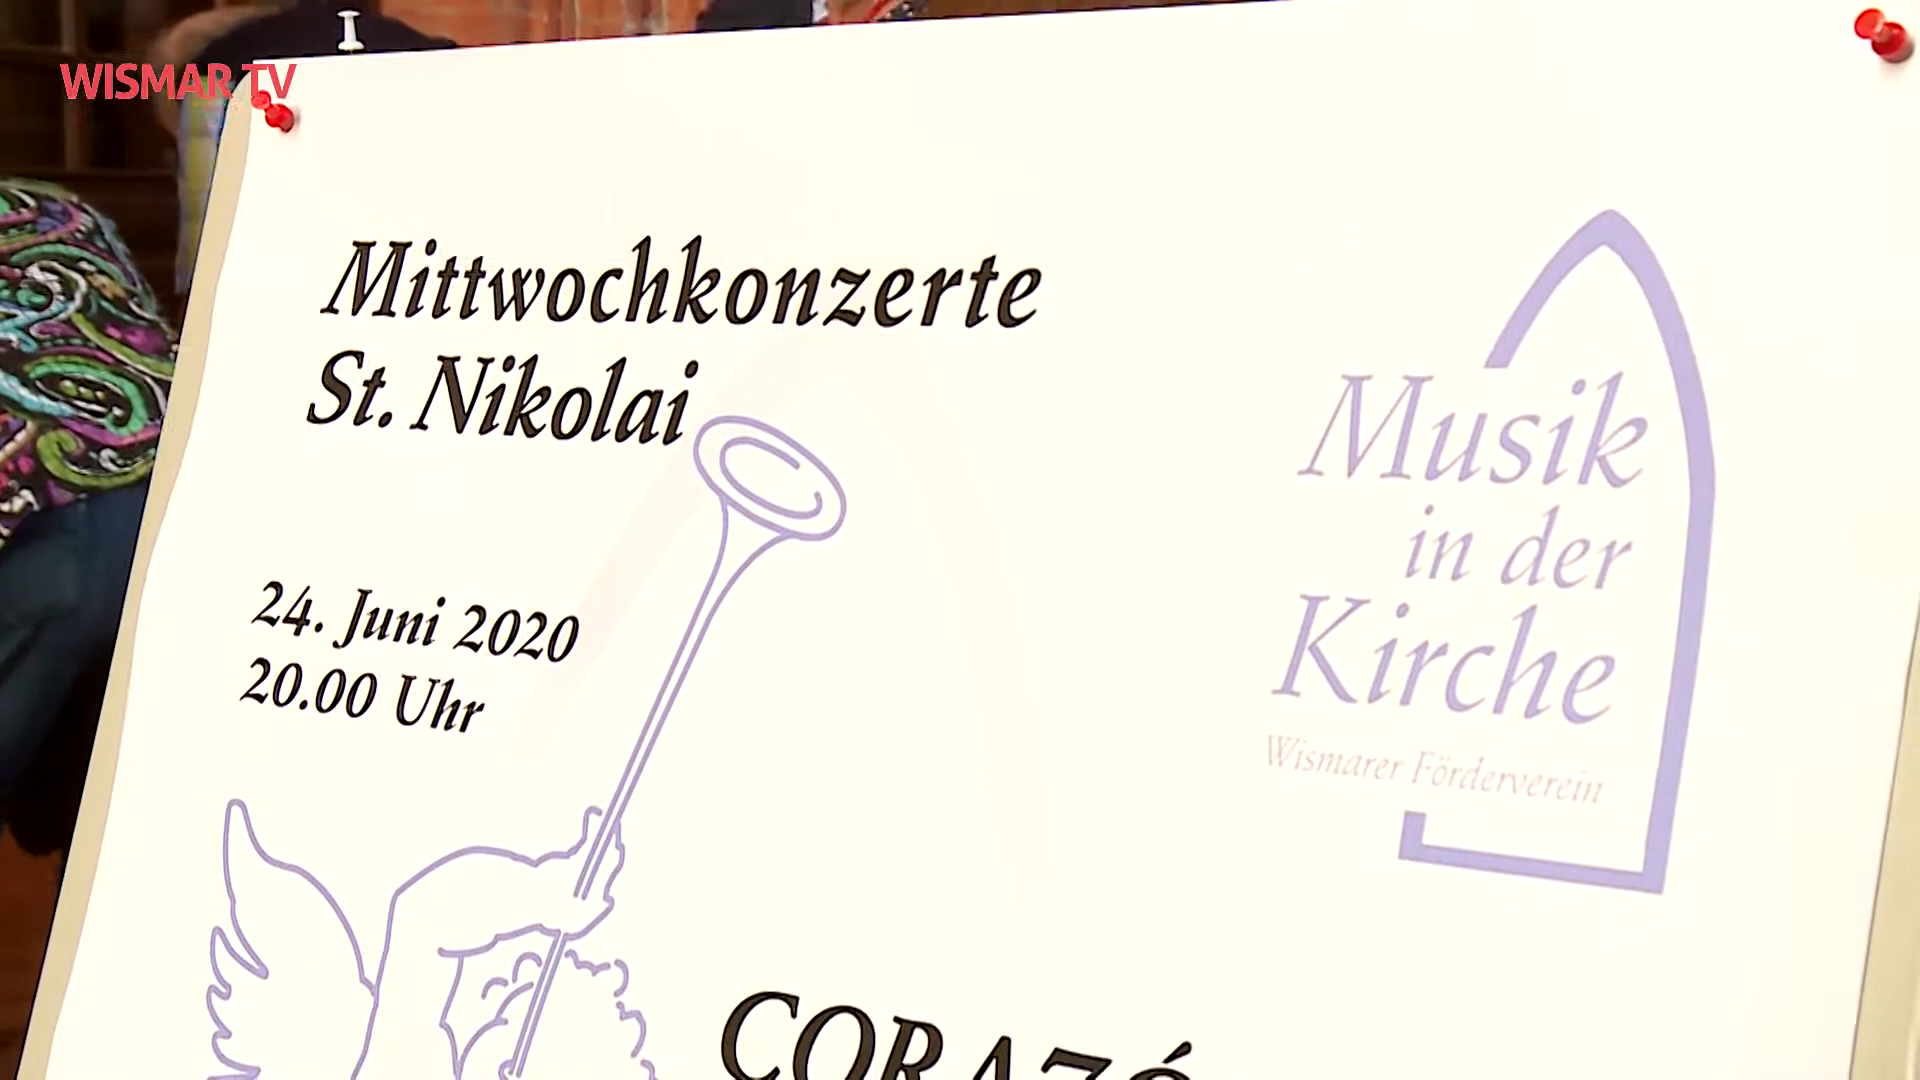 WISMAR TV
Mittwochkonzerte
St. Nikolai
24. Juni 2020
20.00 Uhr
Musik
in der
Kirche
Wismarer Förderverein